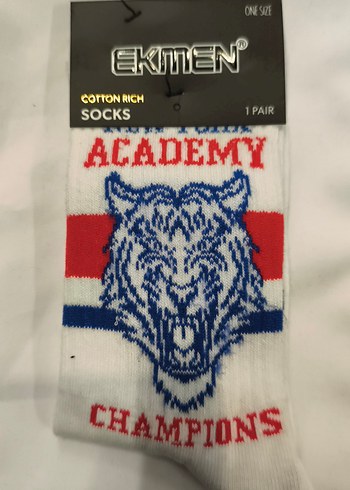 ONE SIZE
EKMEN®
COTTON RICH
SOCKS
1 PAIR
ACADEMY
CHAMPIONS